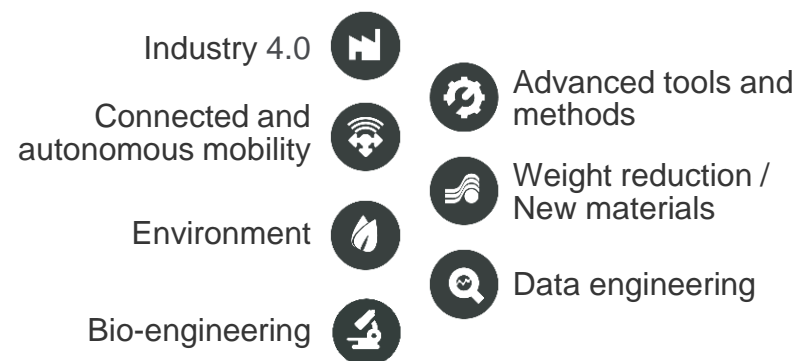 Industry 4.0
Connected and
autonomous mobility
Environment
Bio-engineering
Advanced tools and
methods
Weight reduction /
New materials
Data engineering